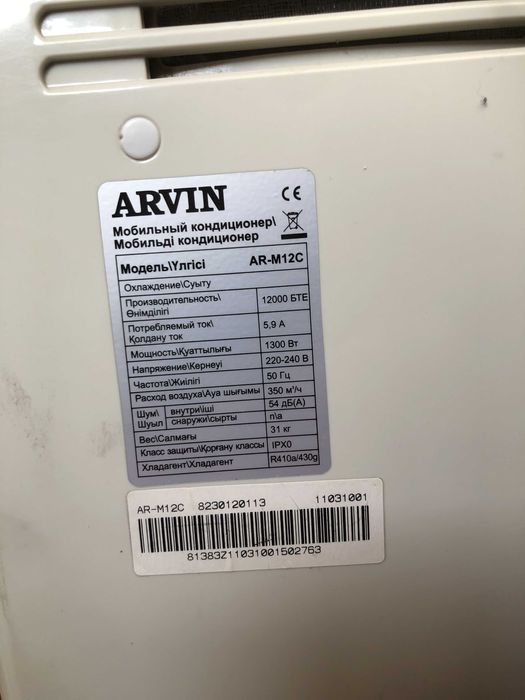 ARVIN
CE
Мобильный кондиционер\
Мобильді кондиционер
Модель\Үлгісі AR-M12C
Охлаждение\Суыту
Производительность\ 12000 БТЕ
Өнімділігі
Потребляемый ток\ 5,9 А
Қолдану ток
Мощность\Қуаттылығы 1300 Вт
Напряжение\Кернеуі 220-240 В
Частота\Жиілігі 50 Гц
Расход воздуха\Ауа шығымы 350 м³/ч
Шум\ внутри\іші 54 дБ(А)
Шуыл снаружи\сырты n\a
Вес\Салмағы 31 кг
Класс защиты\Қорғану классы IPX0
Хладагент\Хладагент R410a/430g
AR-M12C 8230120113 11031001
81383Z11031001502763